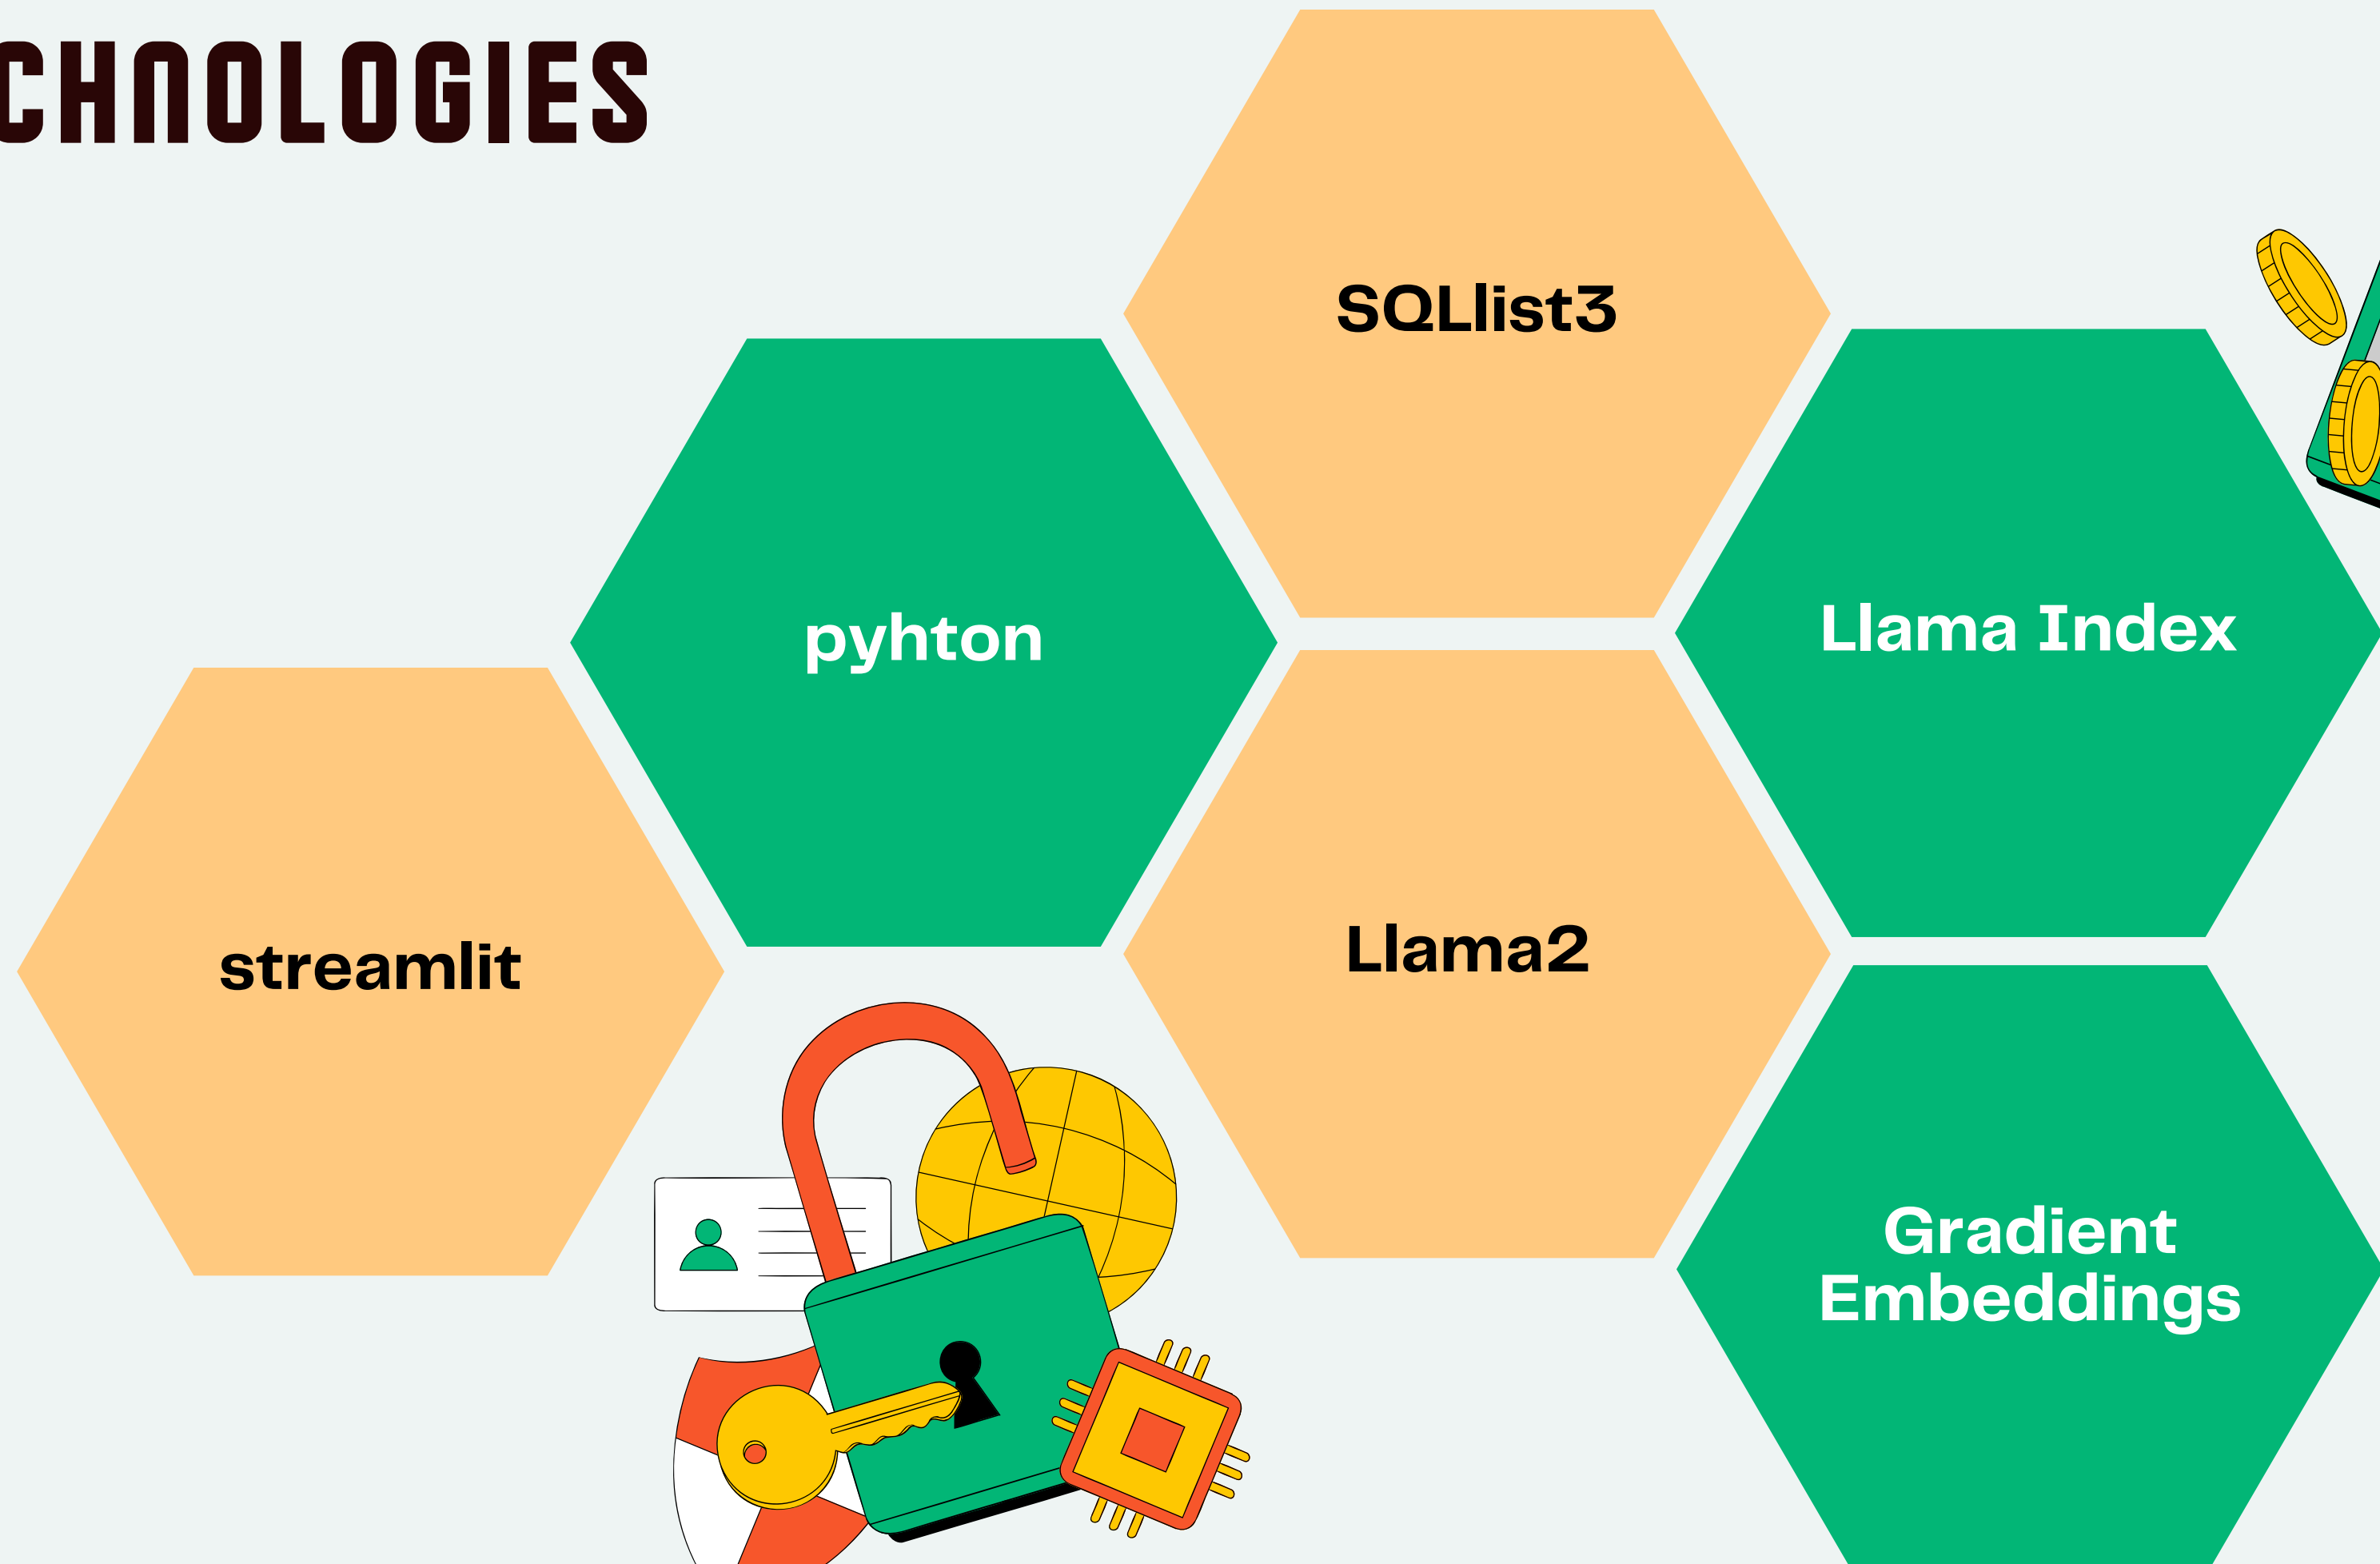 CHNOLOGIES
SQLlist3
pyhton
Llama Index
streamlit
Llama2
Gradient
Embeddings